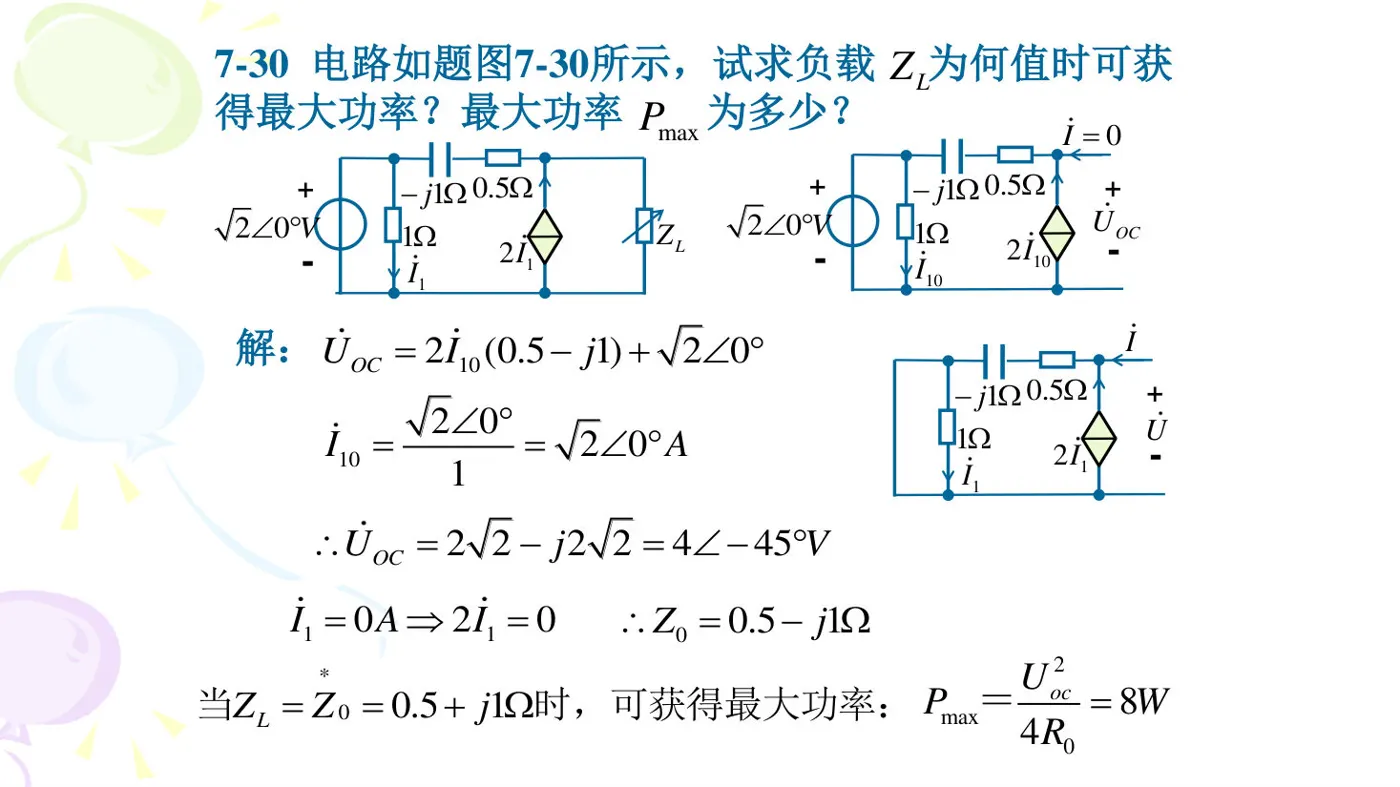 7-30 电路如题图7-30所示，试求负载 Z_L 为何值时可获
得最大功率？最大功率 P_max 为多少？
+
√2∠0°V
-
−j1Ω 0.5Ω
1Ω
İ_1
2İ_1
Z_L
+
√2∠0°V
-
−j1Ω 0.5Ω
1Ω
İ_10
2İ_10
İ = 0
+
U̇_OC
-
解： U̇_OC = 2İ_10(0.5 − j1) + √2∠0°
İ_10 = √2∠0° / 1 = √2∠0° A
−j1Ω 0.5Ω
1Ω
İ_1
2İ_1
İ
+
U̇
-
∴U̇_OC = 2√2 − j2√2 = 4∠−45°V
İ_1 = 0A ⇒ 2İ_1 = 0 ∴Z_0 = 0.5 − j1Ω
当Z_L = Z*_0 = 0.5 + j1Ω时，可获得最大功率： P_max = U_oc^2 / 4R_0 = 8W